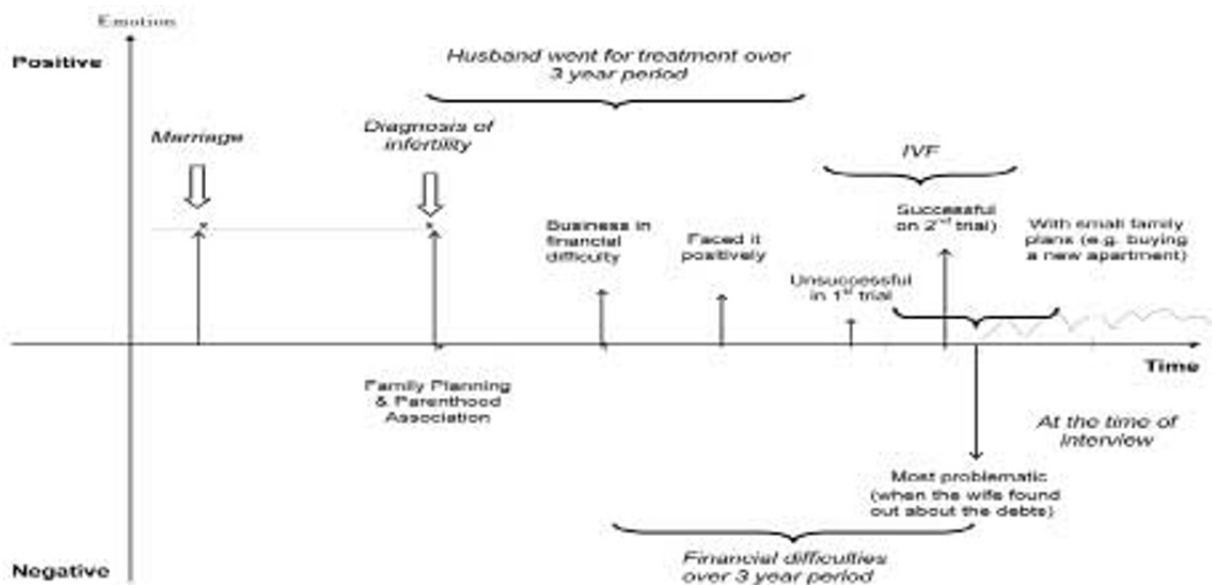 Emotion
Positive
Husband went for treatment over
3 year period
Marriage
Diagnosis of
infertility
IVF
Business in
financial
difficulty
Faced it
positively
Unsuccessful
in 1st trial
Successful
on 2nd trial)
With small family
plans (e.g. buying
a new apartment)
Time
Family Planning
& Parenthood
Association
At the time of
interview
Most problematic
(when the wife found
out about the debts)
Financial difficulties
over 3 year period
Negative